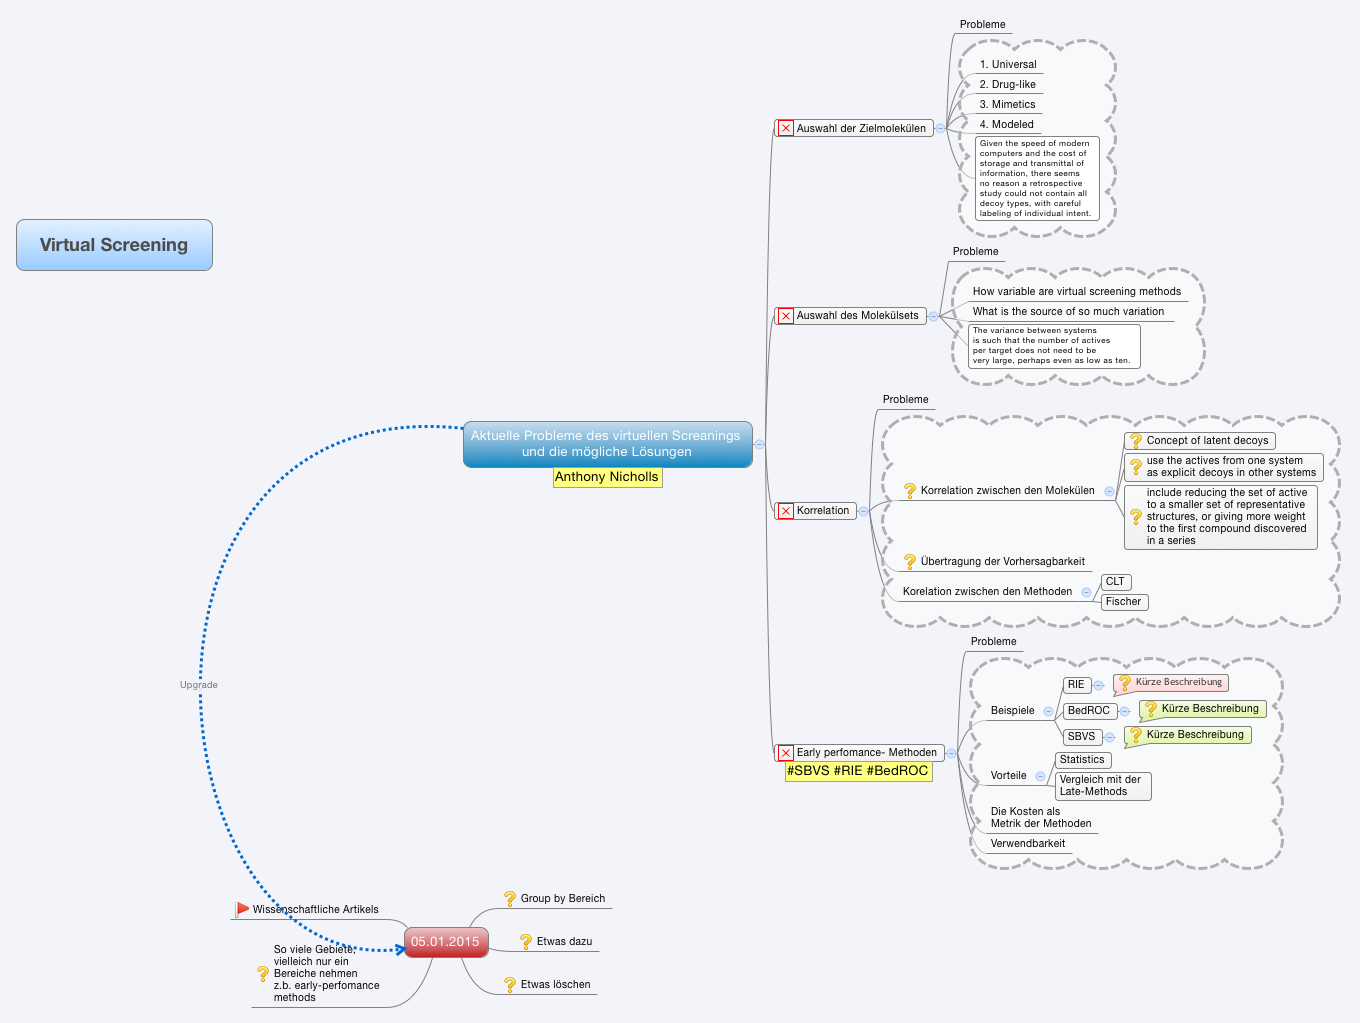 Virtual Screening
Aktuelle Probleme des virtuellen Screanings
und die mögliche Lösungen
Anthony Nicholls
Auswahl der Zielmolekülen
Probleme
1. Universal
2. Drug-like
3. Mimetics
4. Modeled
Given the speed of modern
computers and the cost of
storage and transmittal of
information, there seems
no reason a retrospective
study could not contain all
decoy types, with careful
labeling of individual intent.
Auswahl des Molekülsets
Probleme
How variable are virtual screening methods
What is the source of so much variation
The variance between systems
is such that the number of actives
per target does not need to be
very large, perhaps even as low as ten.
Korrelation
Probleme
Korrelation zwischen den Molekülen
Concept of latent decoys
use the actives from one system
as explicit decoys in other systems
include reducing the set of active
to a smaller set of representative
structures, or giving more weight
to the first compound discovered
in a series
Übertragung der Vorhersagbarkeit
Korelation zwischen den Methoden
CLT
Fischer
Early perfomance- Methoden
#SBVS #RIE #BedROC
Probleme
Beispiele
RIE
Kürze Beschreibung
BedROC
Kürze Beschreibung
SBVS
Kürze Beschreibung
Vorteile
Statistics
Vergleich mit der
Late-Methods
Die Kosten als
Metrik der Methoden
Verwendbarkeit
Upgrade
05.01.2015
Wissenschaftliche Artikels
So viele Gebiete,
vielleich nur ein
Bereiche nehmen
z.b. early-perfomance
methods
Group by Bereich
Etwas dazu
Etwas löschen